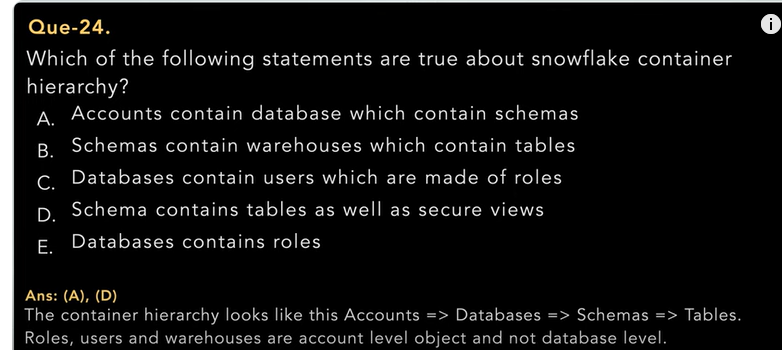 Que-24.
Which of the following statements are true about snowflake container
hierarchy?
A. Accounts contain database which contain schemas
B. Schemas contain warehouses which contain tables
C. Databases contain users which are made of roles
D. Schema contains tables as well as secure views
E. Databases contains roles
Ans: (A), (D)
The container hierarchy looks like this Accounts => Databases => Schemas => Tables.
Roles, users and warehouses are account level object and not database level.